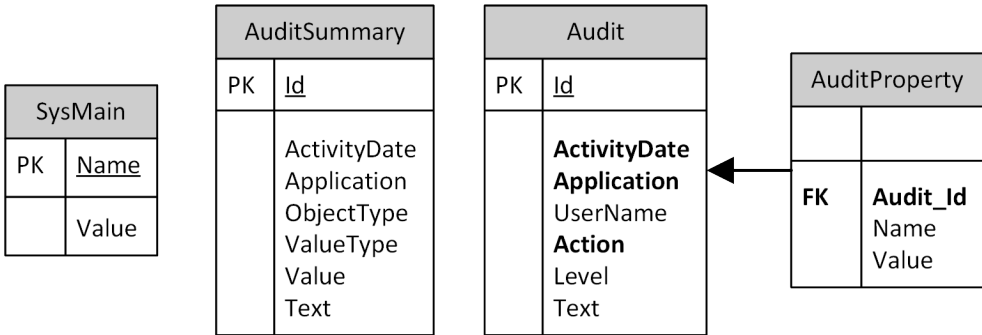 SysMain
PK Name
Value
AuditSummary
PK Id
ActivityDate
Application
ObjectType
ValueType
Value
Text
Audit
PK Id
ActivityDate
Application
UserName
Action
Level
Text
AuditProperty
FK Audit_Id
Name
Value